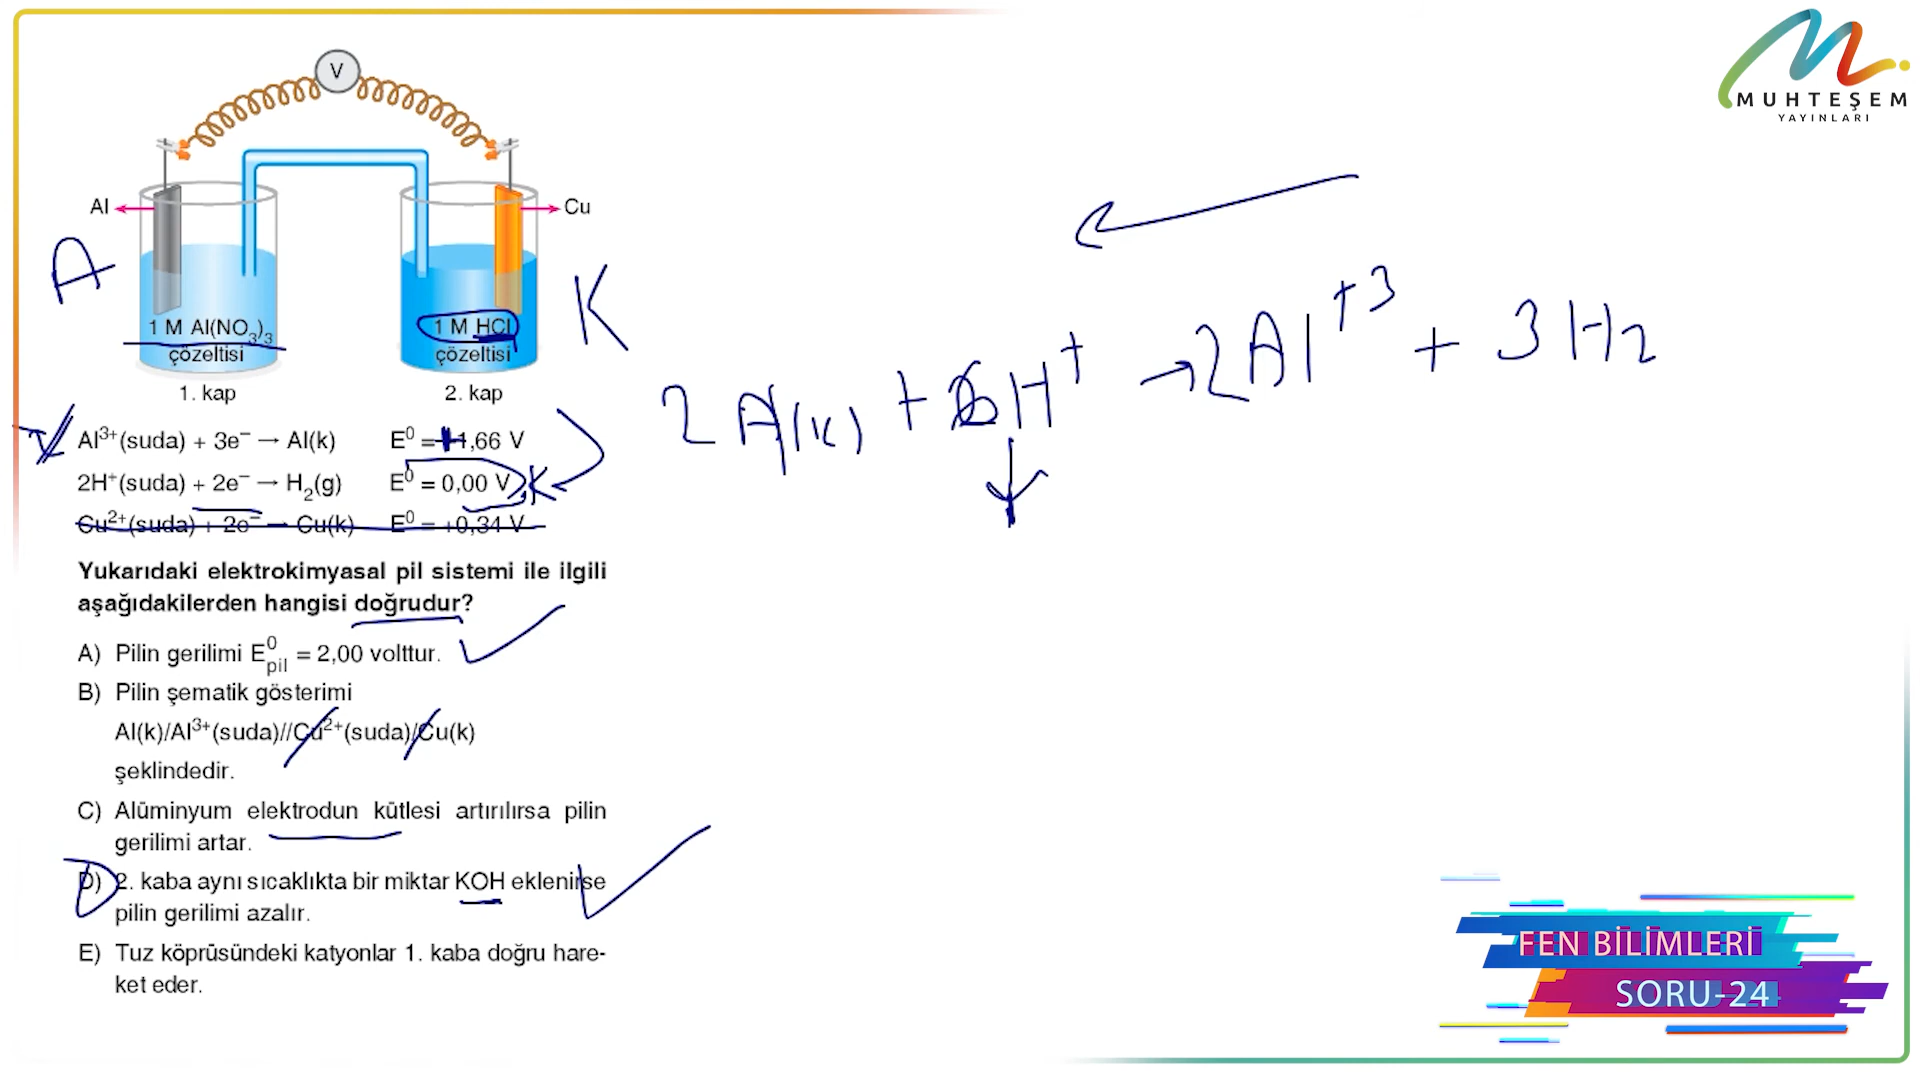 MUHTEŞEM
YAYINLARI
V
Al
Cu
A
K
1 M Al(NO3)3
çözeltisi
1 M HCl
çözeltisi
1. kap
2. kap
2Al(k) + 6H+ → 2Al+3 + 3H2
Al³⁺(suda) + 3e⁻ → Al(k) E⁰ = 1,66 V
2H⁺(suda) + 2e⁻ → H₂(g) E⁰ = 0,00 V K
Cu²⁺(suda) + 2e⁻ → Cu(k) E⁰ = +0,34 V
Yukarıdaki elektrokimyasal pil sistemi ile ilgili
aşağıdakilerden hangisi doğrudur?
A) Pilin gerilimi E⁰pil = 2,00 volttur.
B) Pilin şematik gösterimi
Al(k)/Al³⁺(suda)//Cu²⁺(suda)/Cu(k)
şeklindedir.
C) Alüminyum elektrodun kütlesi artırılırsa pilin
gerilimi artar.
D) 2. kaba aynı sıcaklıkta bir miktar KOH eklenirse
pilin gerilimi azalır.
E) Tuz köprüsündeki katyonlar 1. kaba doğru hare-
ket eder.
FEN BİLİMLERİ
SORU-24